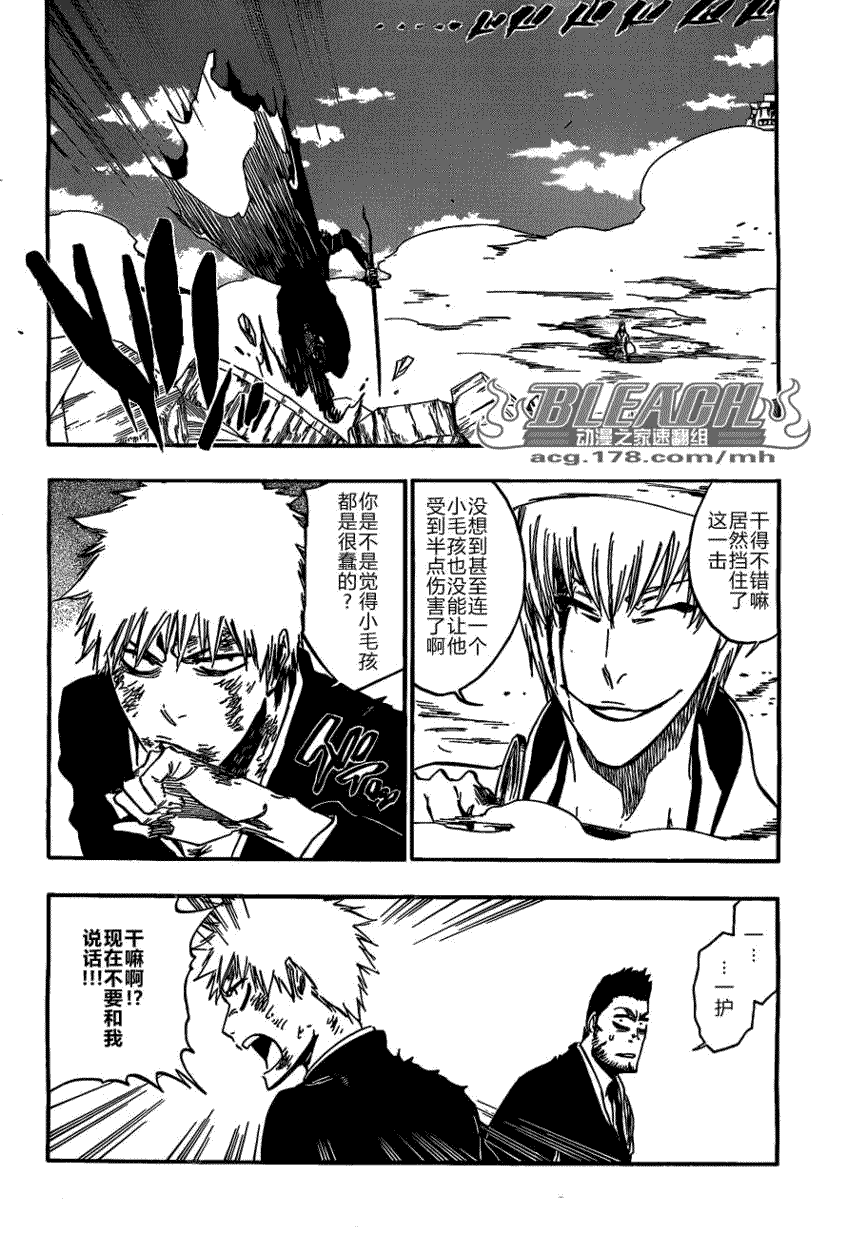 BLEACH
动漫之家速翻组
acg.178.com/mh
干得不错嘛
居然挡住了
这一击
没想到甚至连一个
小毛孩也没能让他
受到半点伤害了啊
你是不是觉得小毛孩
都是很蠢的?
一…
…一护
干嘛啊!?
现在不要和我
说话!!!